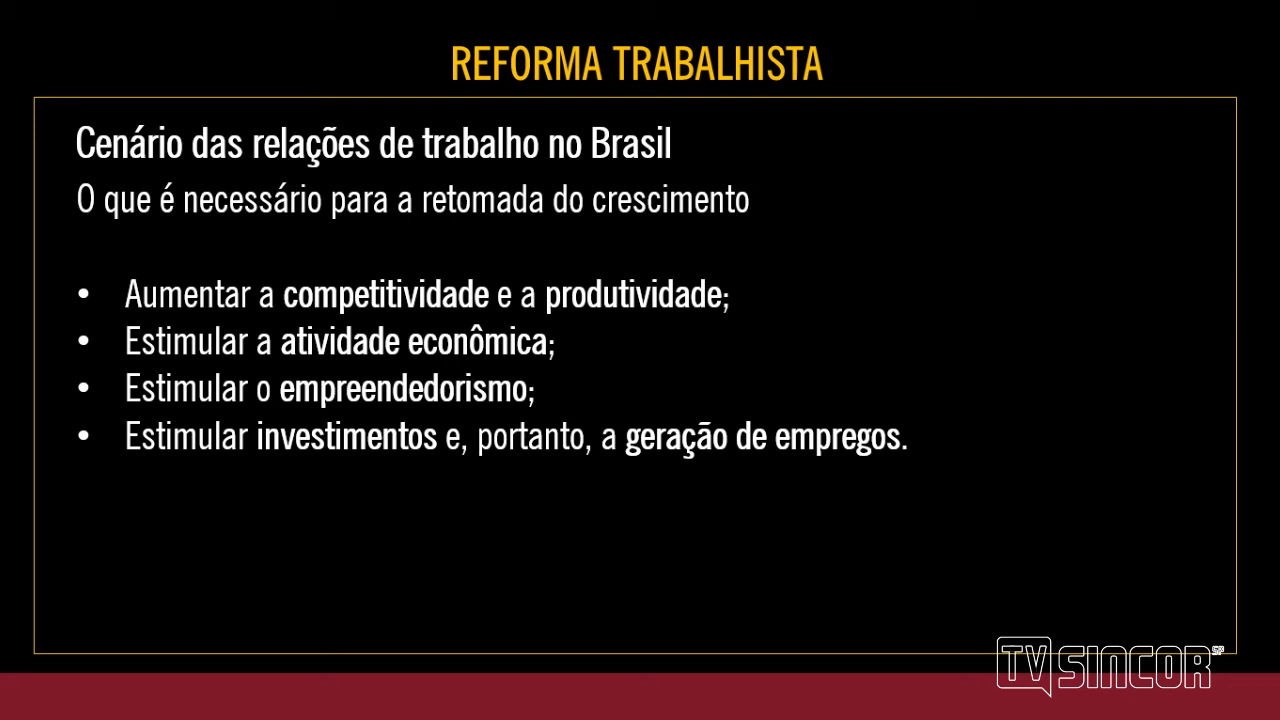 REFORMA TRABALHISTA
Cenário das relações de trabalho no Brasil
O que é necessário para a retomada do crescimento
• Aumentar a competitividade e a produtividade;
• Estimular a atividade econômica;
• Estimular o empreendedorismo;
• Estimular investimentos e, portanto, a geração de empregos.
TV SINCOR SP